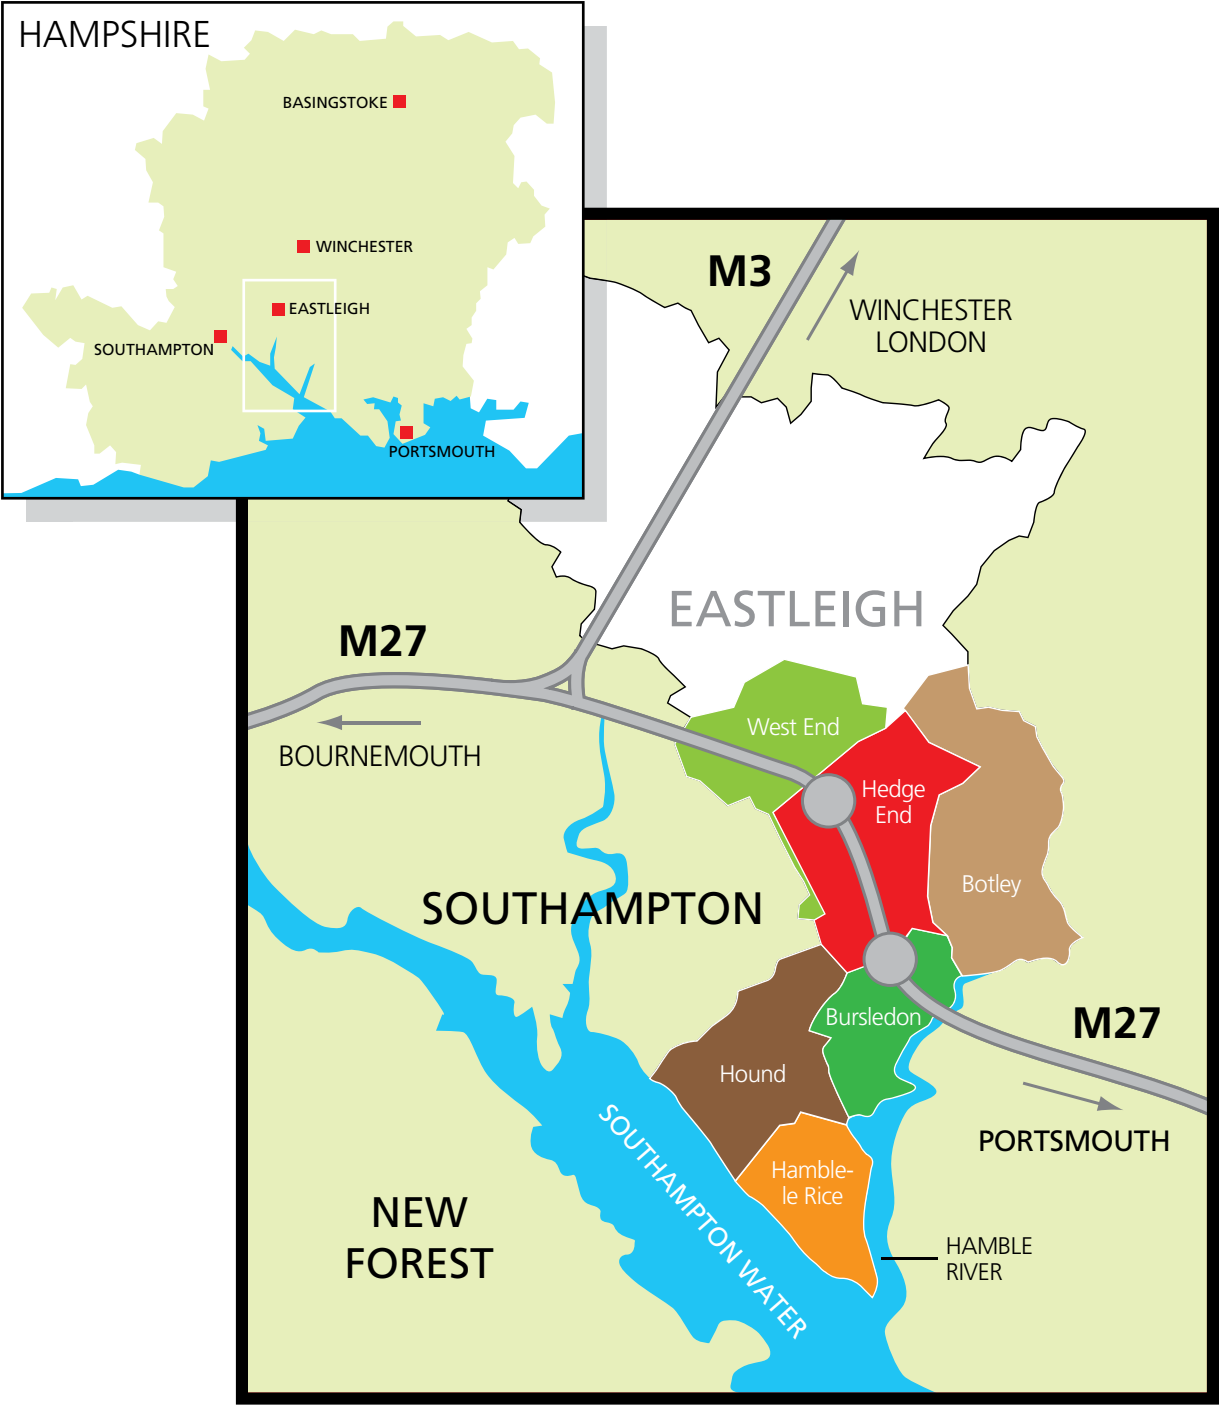 HAMPSHIRE
BASINGSTOKE
WINCHESTER
EASTLEIGH
SOUTHAMPTON
PORTSMOUTH
M3
WINCHESTER
LONDON
EASTLEIGH
M27
BOURNEMOUTH
West End
Hedge
End
Botley
SOUTHAMPTON
Bursledon
M27
Hound
PORTSMOUTH
Hamble-
le Rice
SOUTHAMPTON WATER
NEW
FOREST
HAMBLE
RIVER